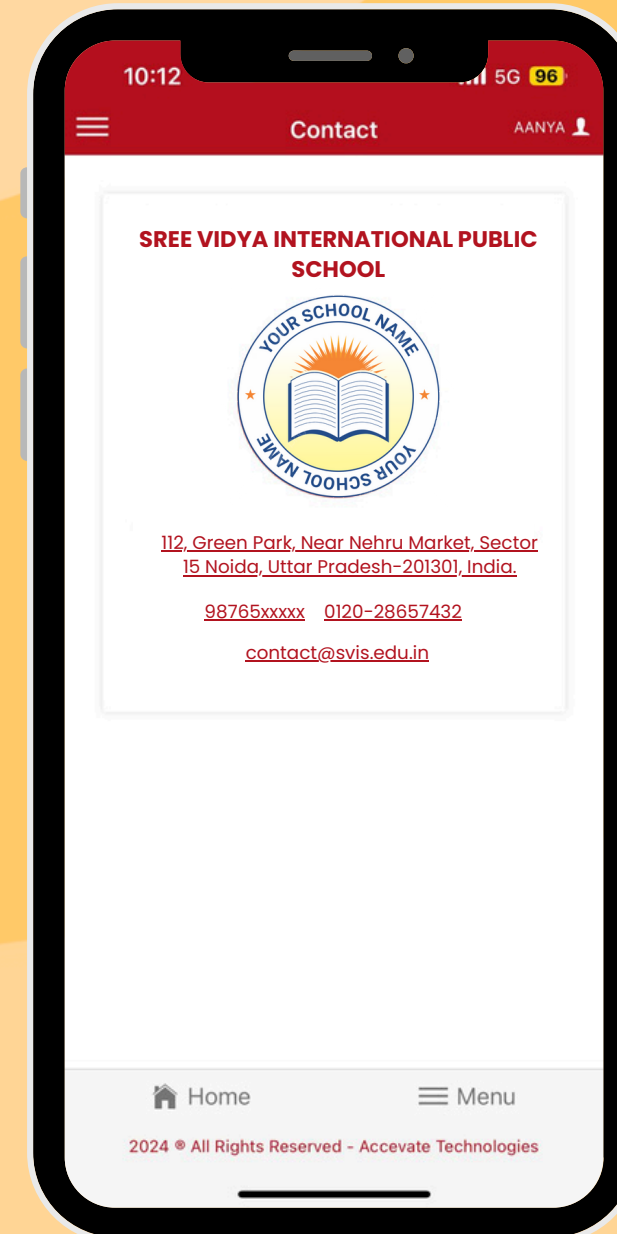 10:12 5G 96
Contact AANYA
SREE VIDYA INTERNATIONAL PUBLIC
SCHOOL
YOUR SCHOOL NAME
YOUR SCHOOL NAME
112, Green Park, Near Nehru Market, Sector
15 Noida, Uttar Pradesh-201301, India.
98765xxxxx 0120-28657432
contact@svis.edu.in
Home Menu
2024 ® All Rights Reserved - Accevate Technologies